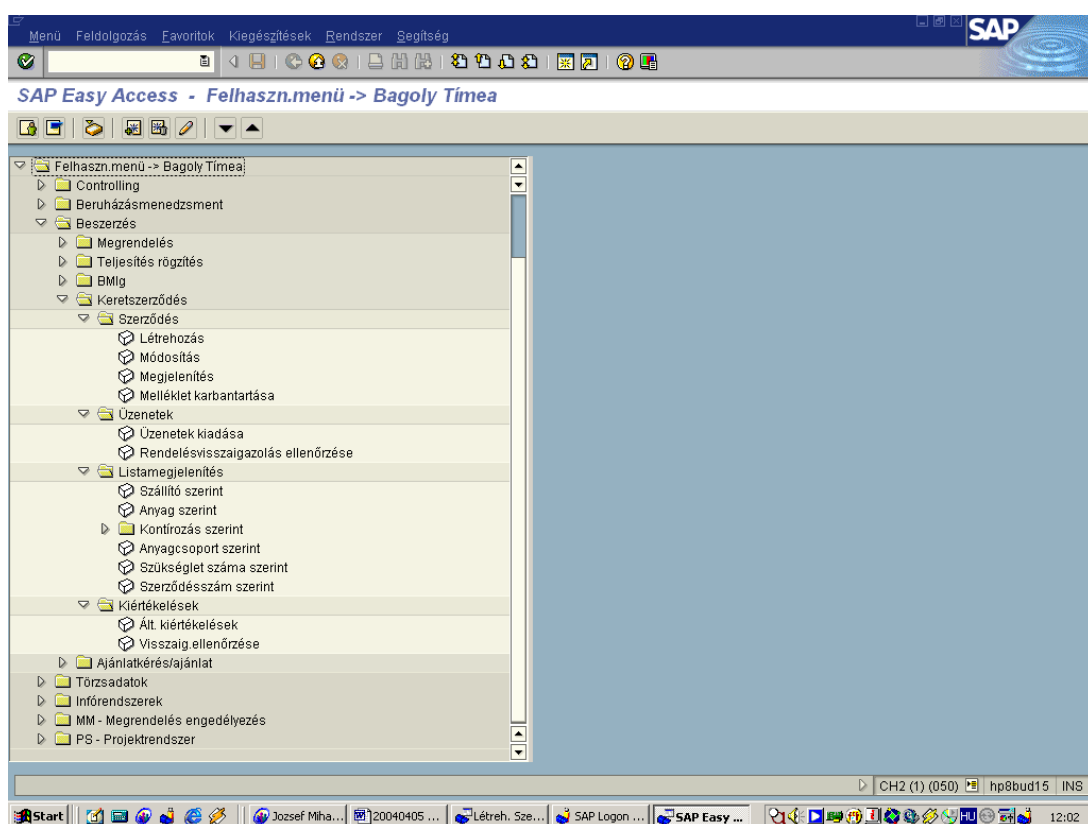 Menü Feldolgozás Favoritok Kiegészítések Rendszer Segítség
SAP
SAP Easy Access - Felhaszn.menü -> Bagoly Tímea
Felhaszn.menü -> Bagoly Tímea
Controlling
Beruházásmenedzsment
Beszerzés
Megrendelés
Teljesítés rögzítés
BMIg
Keretszerződés
Szerződés
Létrehozás
Módosítás
Megjelenítés
Melléklet karbantartása
Üzenetek
Üzenetek kiadása
Rendelésvisszaigazolás ellenőrzése
Listamegjelenítés
Szállító szerint
Anyag szerint
Kontírozás szerint
Anyagcsoport szerint
Szükséglet száma szerint
Szerződésszám szerint
Kiértékelések
Ált. kiértékelések
Visszaig.ellenőrzése
Ajánlatkérés/ajánlat
Törzsadatok
Infórendszerek
MM - Megrendelés engedélyezés
PS - Projektrendszer
CH2 (1) (050) hp8bud15 INS
Start Jozsef Miha... 20040405 ... Létreh. Sze... SAP Logon ... SAP Easy ... HU 12:02